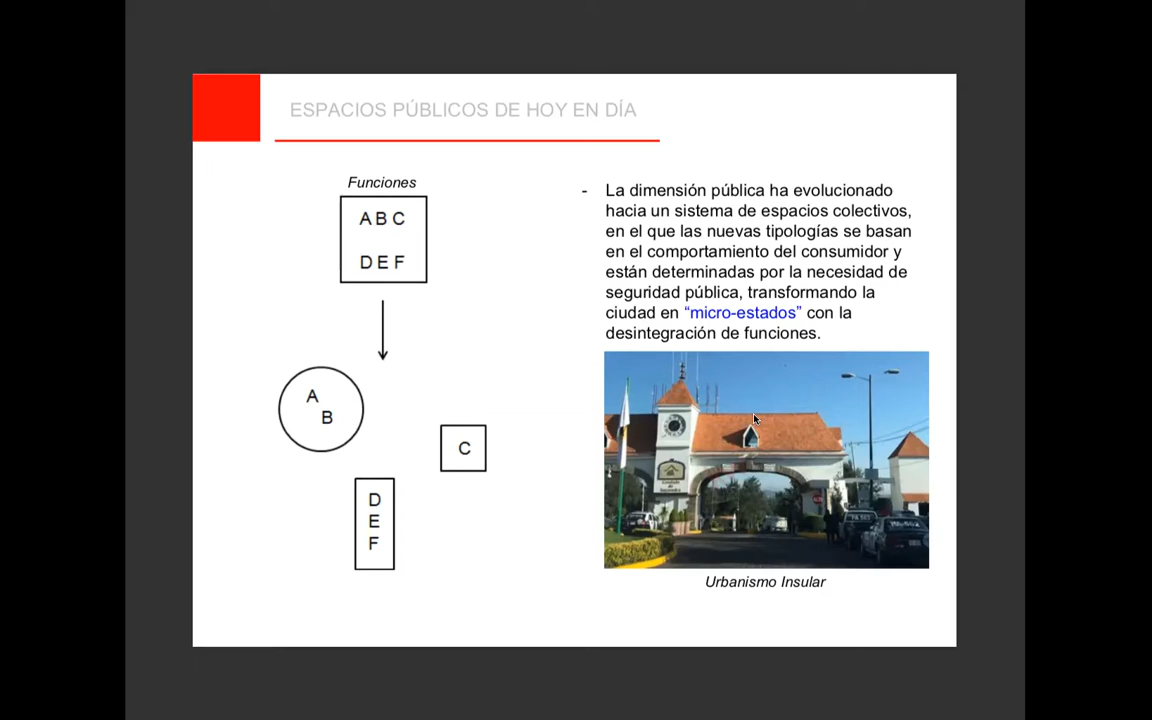 ESPACIOS PÚBLICOS DE HOY EN DÍA
Funciones
A B C
D E F
A
B
C
D
E
F
- La dimensión pública ha evolucionado
hacia un sistema de espacios colectivos,
en el que las nuevas tipologías se basan
en el comportamiento del consumidor y
están determinadas por la necesidad de
seguridad pública, transformando la
ciudad en “micro-estados” con la
desintegración de funciones.
Urbanismo Insular